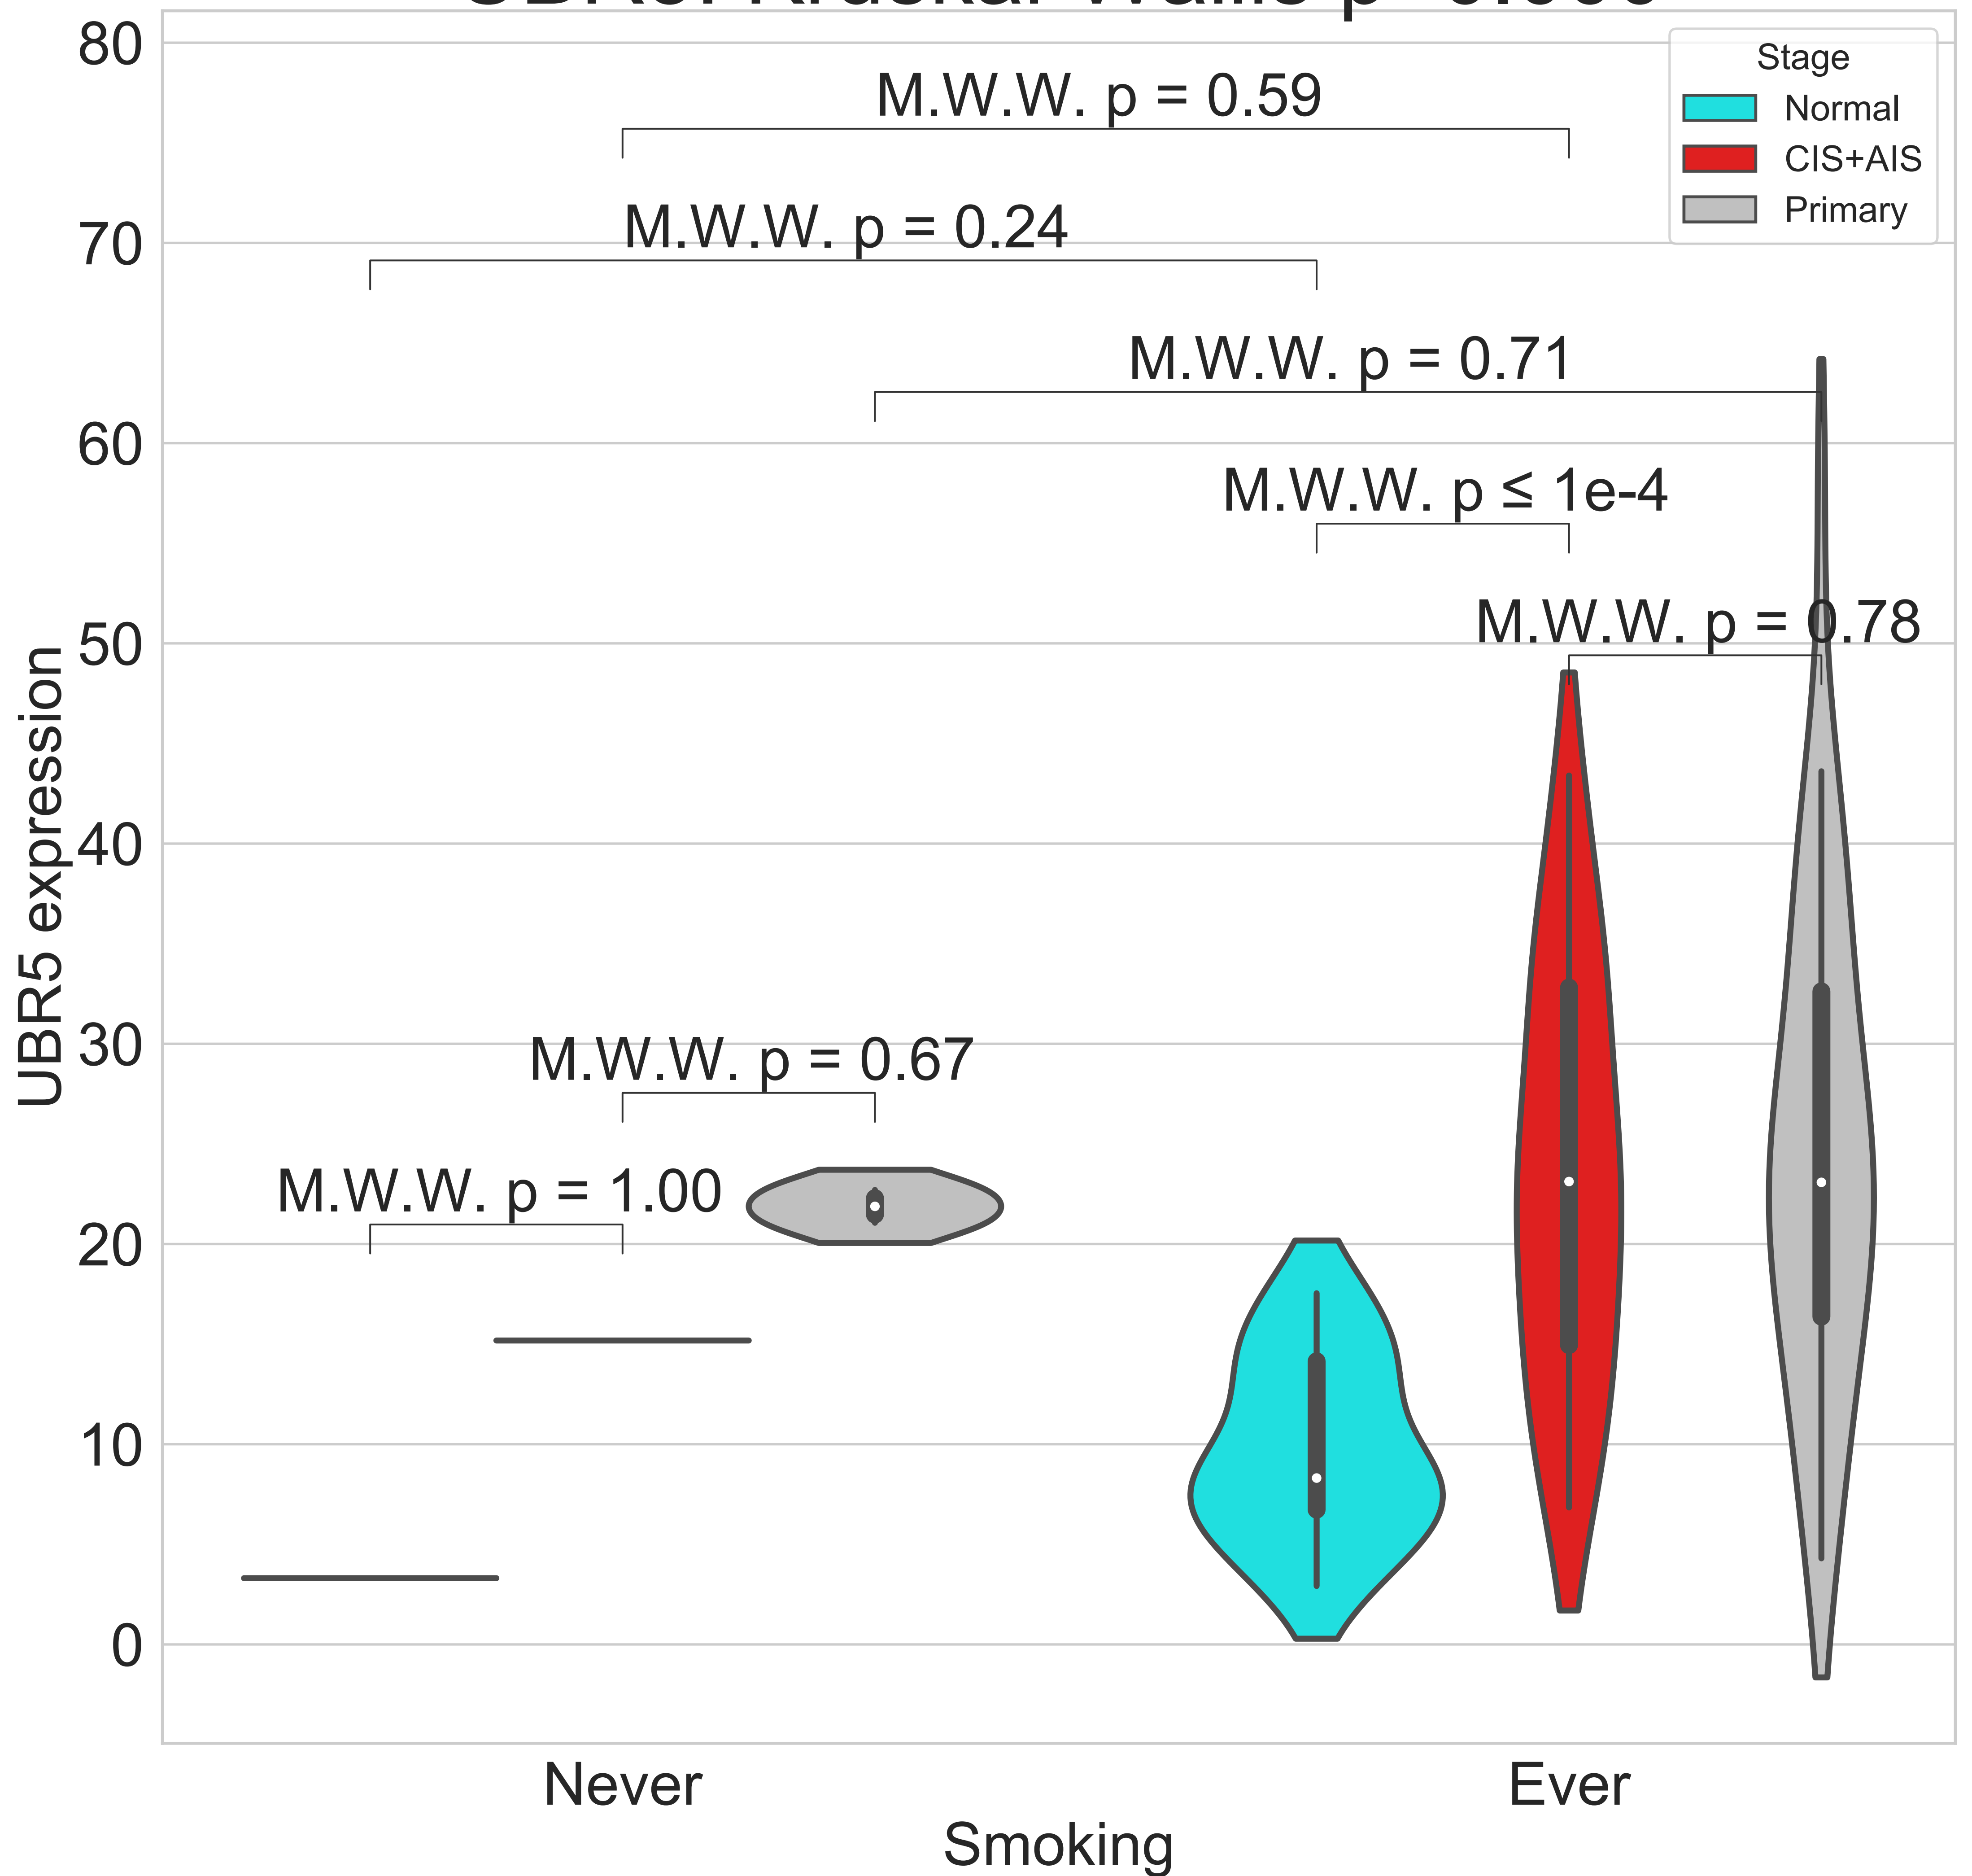 Stage
Normal
CIS+AIS
Primary
M.W.W. p = 0.59
M.W.W. p = 0.24
M.W.W. p = 0.71
M.W.W. p ≤ 1e-4
M.W.W. p = 0.78
M.W.W. p = 0.67
M.W.W. p = 1.00
80
70
60
50
40
30
20
10
0
UBR5 expression
Never
Ever
Smoking